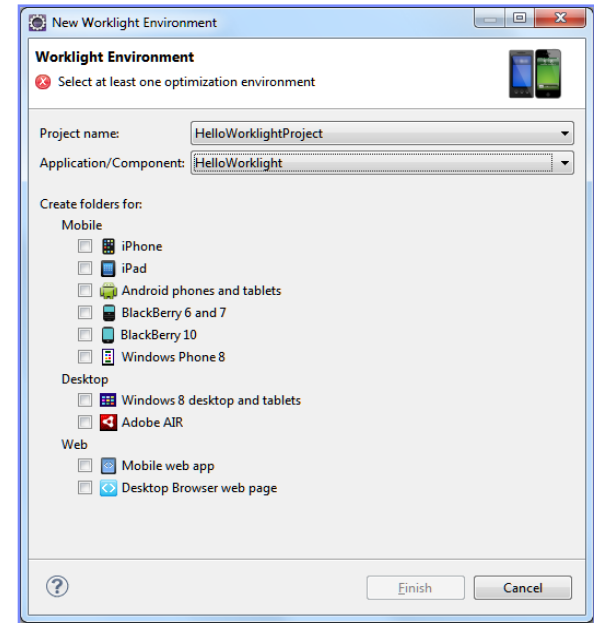 New Worklight Environment
Worklight Environment
Select at least one optimization environment
Project name: HelloWorklightProject
Application/Component: HelloWorklight
Create folders for:
Mobile
iPhone
iPad
Android phones and tablets
BlackBerry 6 and 7
BlackBerry 10
Windows Phone 8
Desktop
Windows 8 desktop and tablets
Adobe AIR
Web
Mobile web app
Desktop Browser web page
Finish Cancel